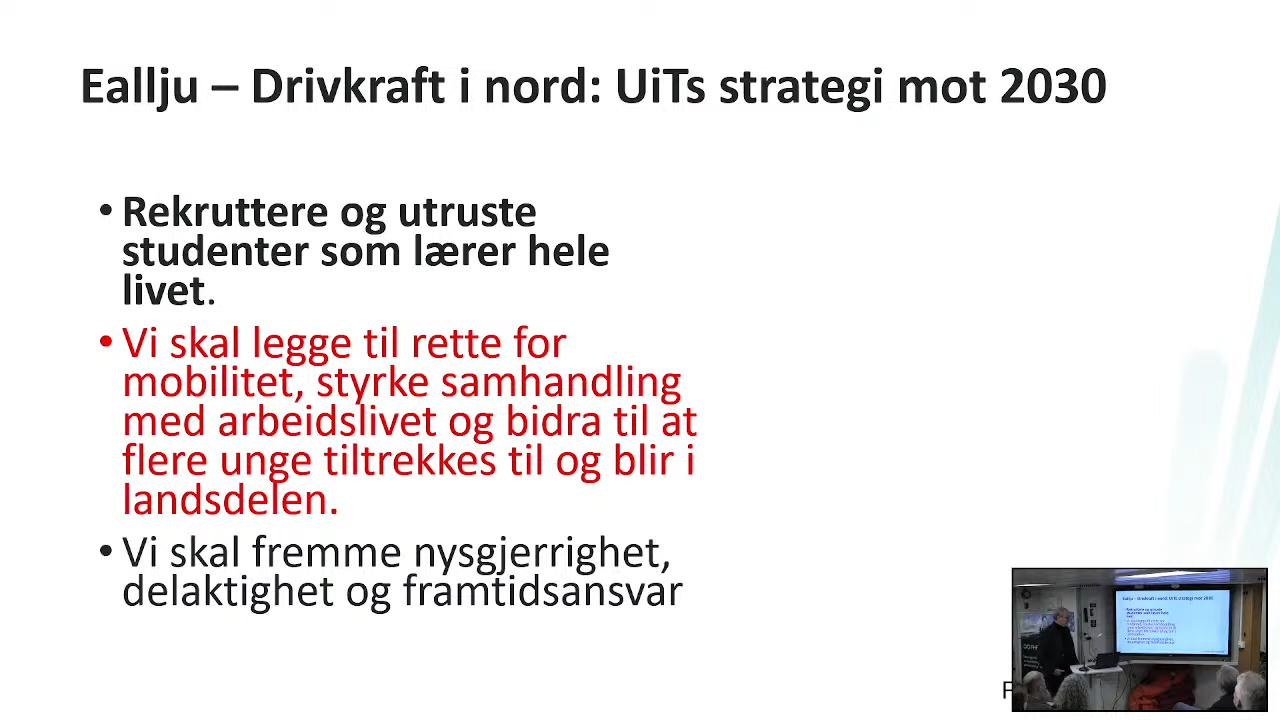 Eallju – Drivkraft i nord: UiTs strategi mot 2030
• Rekruttere og utruste
studenter som lærer hele
livet.
• Vi skal legge til rette for
mobilitet, styrke samhandling
med arbeidslivet og bidra til at
flere unge tiltrekkes til og blir i
landsdelen.
• Vi skal fremme nysgjerrighet,
delaktighet og framtidsansvar